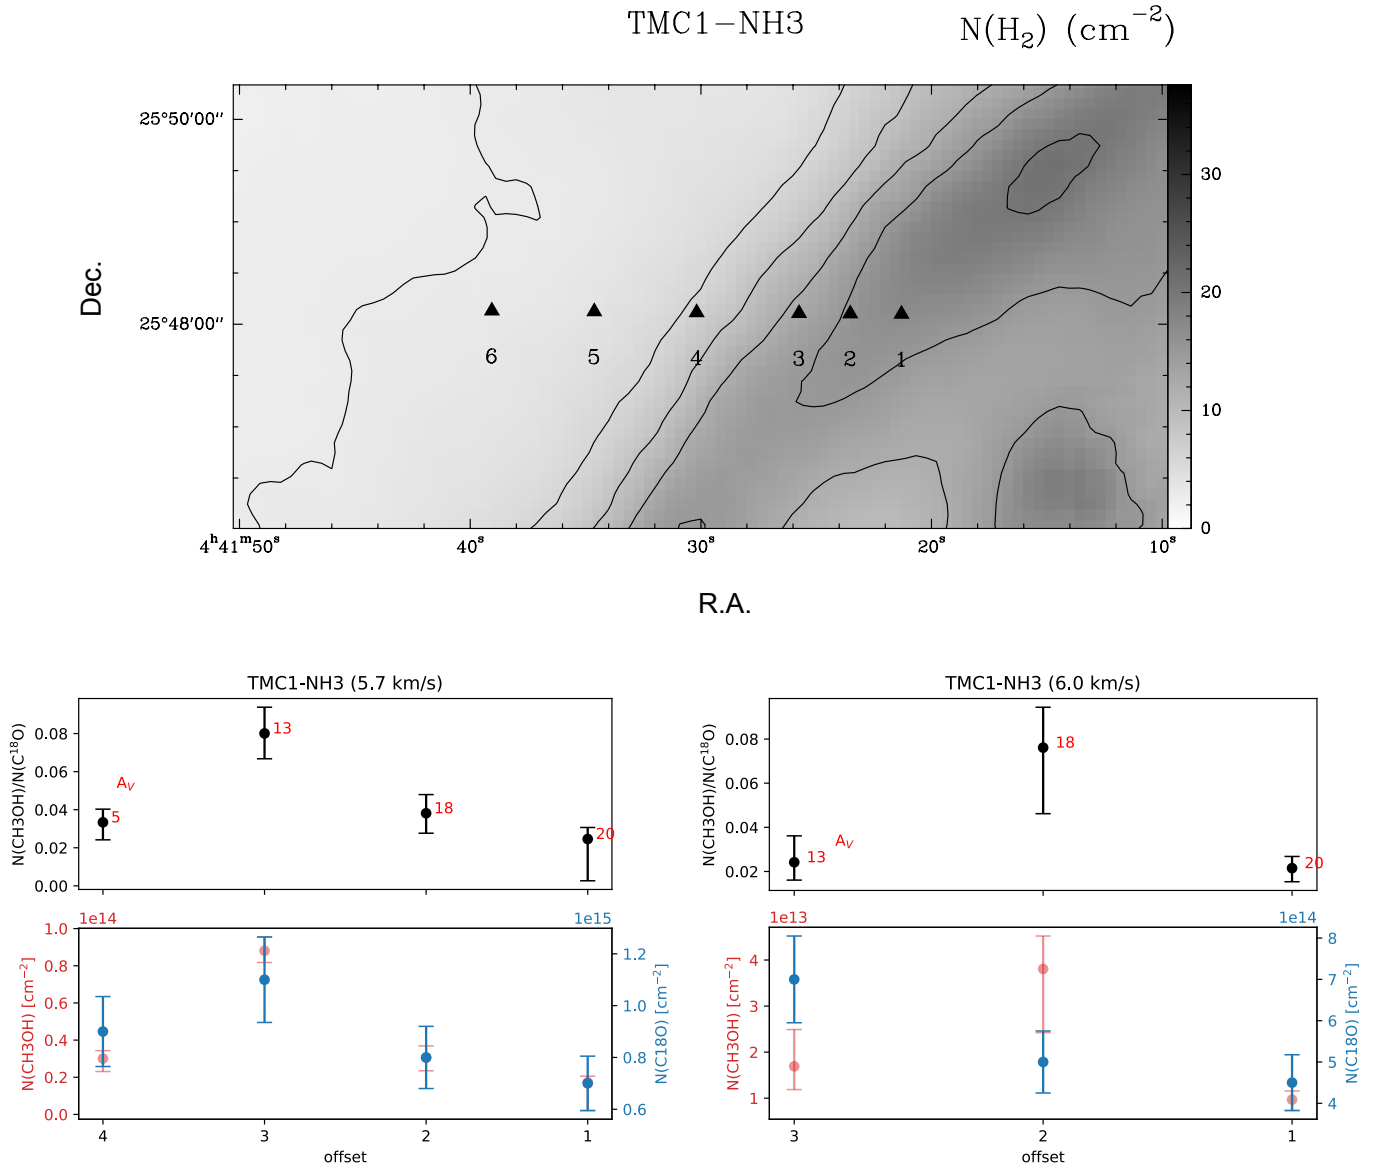 TMC1−NH3 N(H₂) (cm⁻²)
25°50′00″
25°48′00″
Dec.
6 5 4 3 2 1
30
20
10
0
4ʰ41ᵐ50ˢ 40ˢ 30ˢ 20ˢ 10ˢ
R.A.
TMC1-NH3 (5.7 km/s)
N(CH3OH)/N(C¹⁸O)
0.08
0.06
0.04
0.02
0.00
A_V
5
13
18
20
1e14
1e15
N(CH3OH) [cm⁻²]
1.0
0.8
0.6
0.4
0.2
0.0
1.2
1.0
0.8
0.6
N(C18O) [cm⁻²]
4 3 2 1
offset
TMC1-NH3 (6.0 km/s)
N(CH3OH)/N(C¹⁸O)
0.08
0.06
0.04
0.02
13
A_V
18
20
1e13
1e14
N(CH3OH) [cm⁻²]
4
3
2
1
8
7
6
5
4
N(C18O) [cm⁻²]
3 2 1
offset